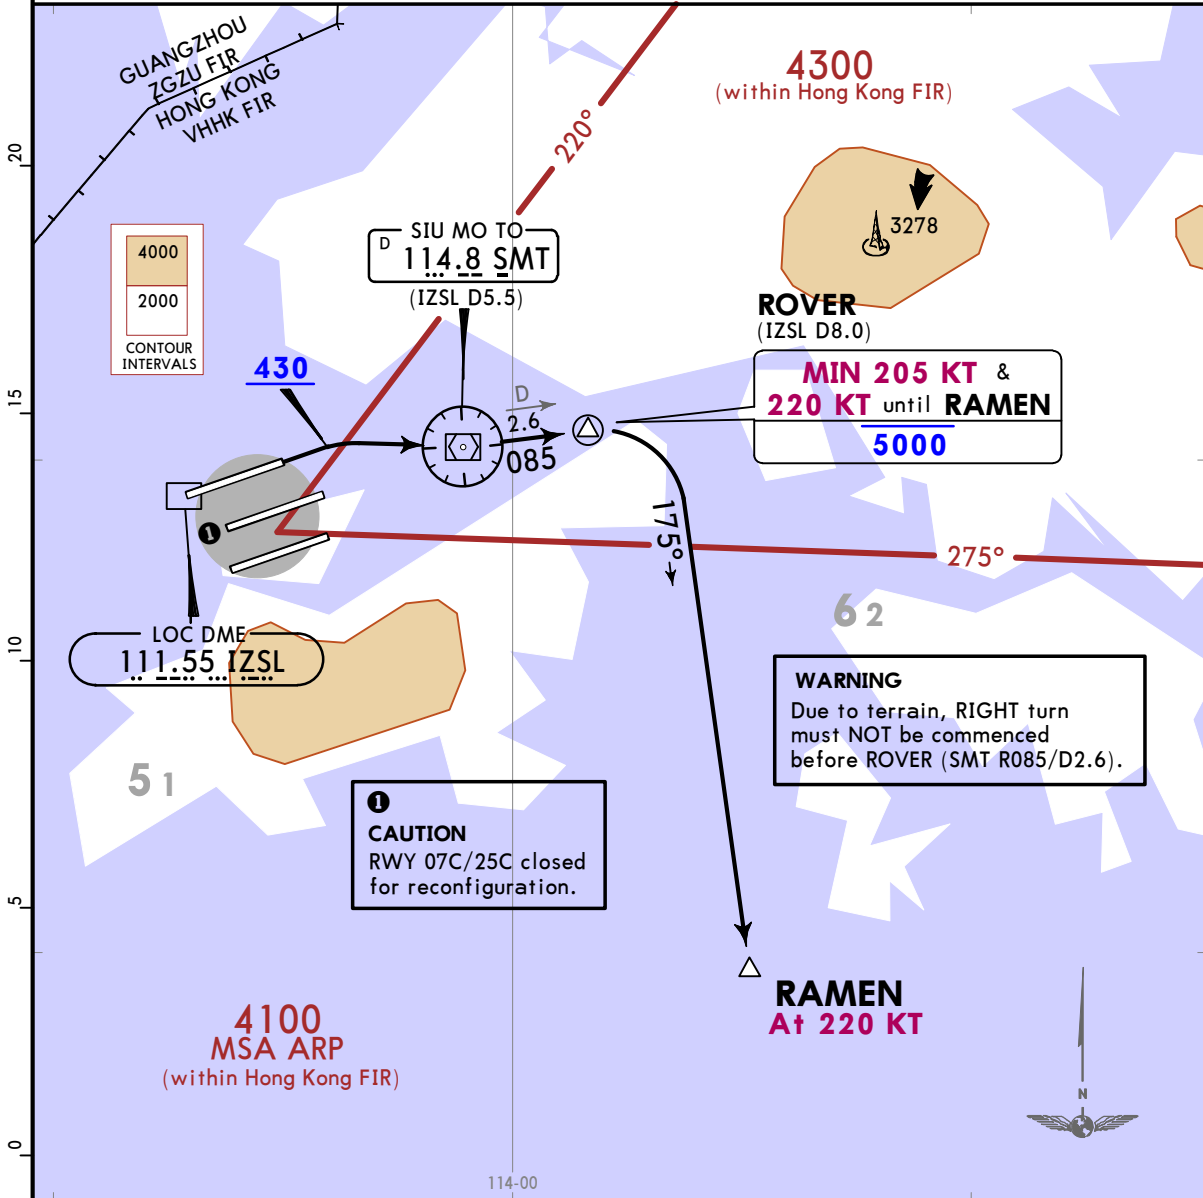 GUANGZHOU
ZGZU FIR
HONG KONG
VHHK FIR
4300
(within Hong Kong FIR)
220°
20
3278
4000
2000
CONTOUR
INTERVALS
SIU MO TO
D 114.8 SMT
(IZSL D5.5)
ROVER
(IZSL D8.0)
MIN 205 KT &
220 KT until RAMEN
5000
430
15
D
2.6
085
175°
1
275°
6 2
LOC DME
111.55 IZSL
10
WARNING
Due to terrain, RIGHT turn
must NOT be commenced
before ROVER (SMT R085/D2.6).
5 1
1
CAUTION
RWY 07C/25C closed
for reconfiguration.
5
RAMEN
At 220 KT
4100
MSA ARP
(within Hong Kong FIR)
N
0
114-00